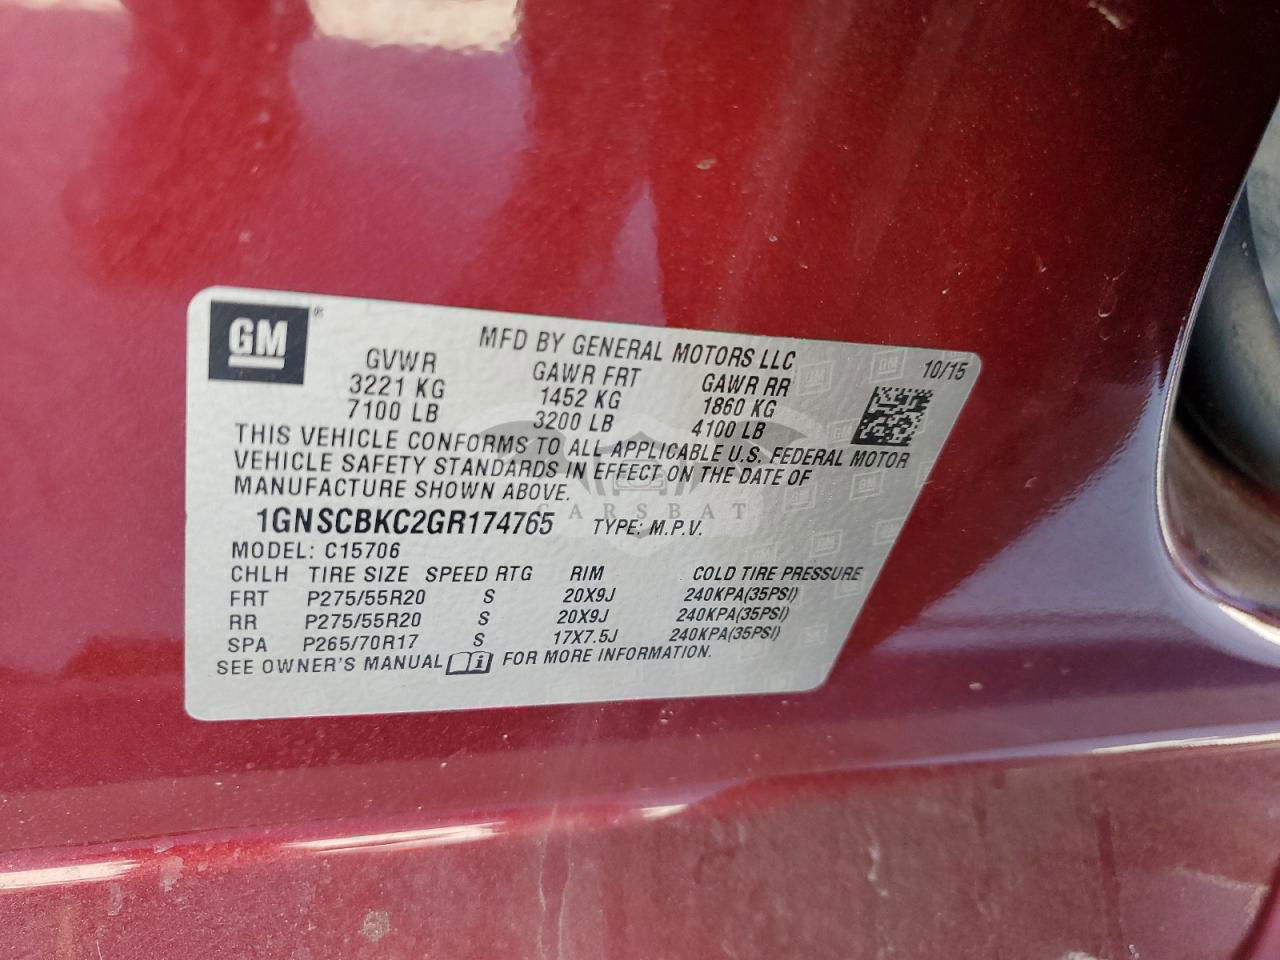 GM®
MFD BY GENERAL MOTORS LLC
10/15
GVWR GAWR FRT GAWR RR
3221 KG 1452 KG 1860 KG
7100 LB 3200 LB 4100 LB
THIS VEHICLE CONFORMS TO ALL APPLICABLE U.S. FEDERAL MOTOR
VEHICLE SAFETY STANDARDS IN EFFECT ON THE DATE OF
MANUFACTURE SHOWN ABOVE.
CARSBAT
1GNSCBKC2GR174765 TYPE: M.P.V.
MODEL: C15706
CHLH TIRE SIZE SPEED RTG RIM COLD TIRE PRESSURE
FRT P275/55R20 S 20X9J 240KPA(35PSI)
RR P275/55R20 S 20X9J 240KPA(35PSI)
SPA P265/70R17 S 17X7.5J 240KPA(35PSI)
SEE OWNER'S MANUAL FOR MORE INFORMATION.